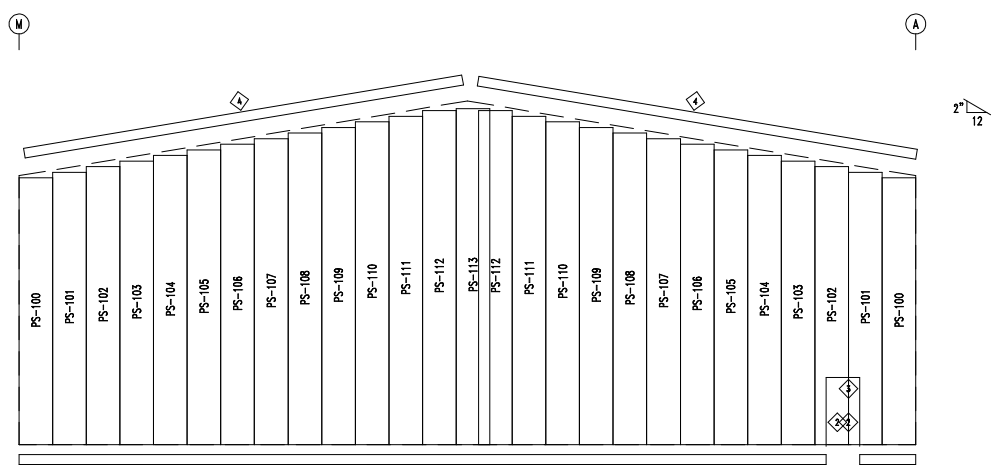 M
A
4
4
2"
12
PS-100
PS-101
PS-102
PS-103
PS-104
PS-105
PS-106
PS-107
PS-108
PS-109
PS-110
PS-111
PS-112
PS-113
PS-112
PS-111
PS-110
PS-109
PS-108
PS-107
PS-106
PS-105
PS-104
PS-103
PS-102
PS-101
PS-100
3
2
2